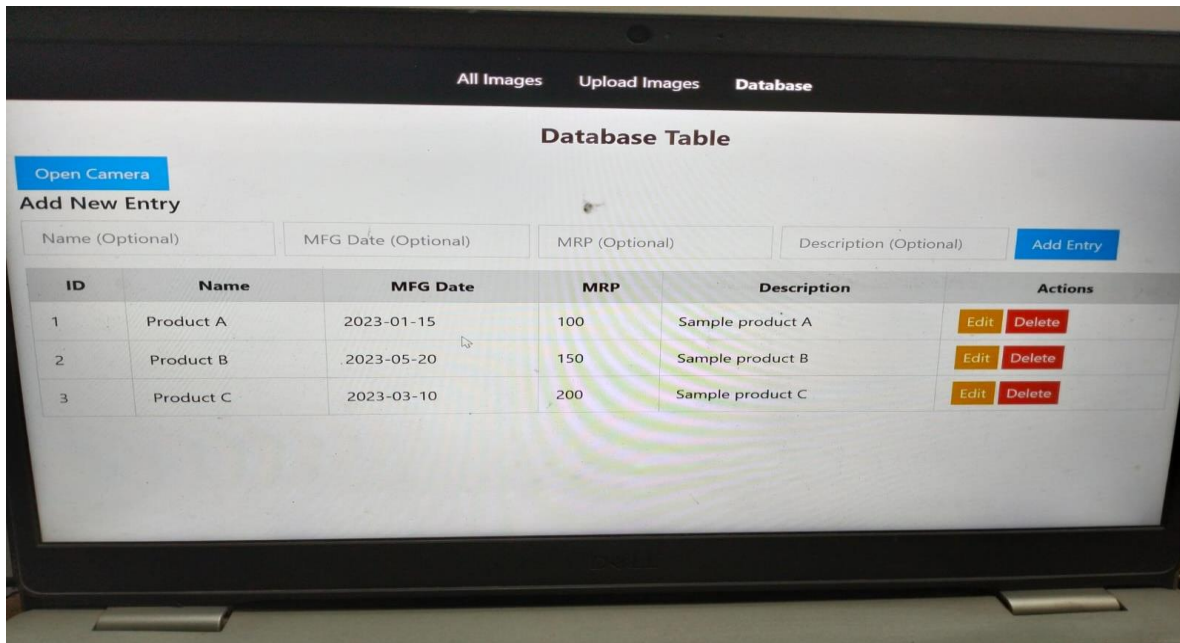 All Images Upload Images Database
Database Table
Open Camera
Add New Entry
Name (Optional) MFG Date (Optional) MRP (Optional) Description (Optional) Add Entry
ID Name MFG Date MRP Description Actions
1 Product A 2023-01-15 100 Sample product A Edit Delete
2 Product B 2023-05-20 150 Sample product B Edit Delete
3 Product C 2023-03-10 200 Sample product C Edit Delete
DELL